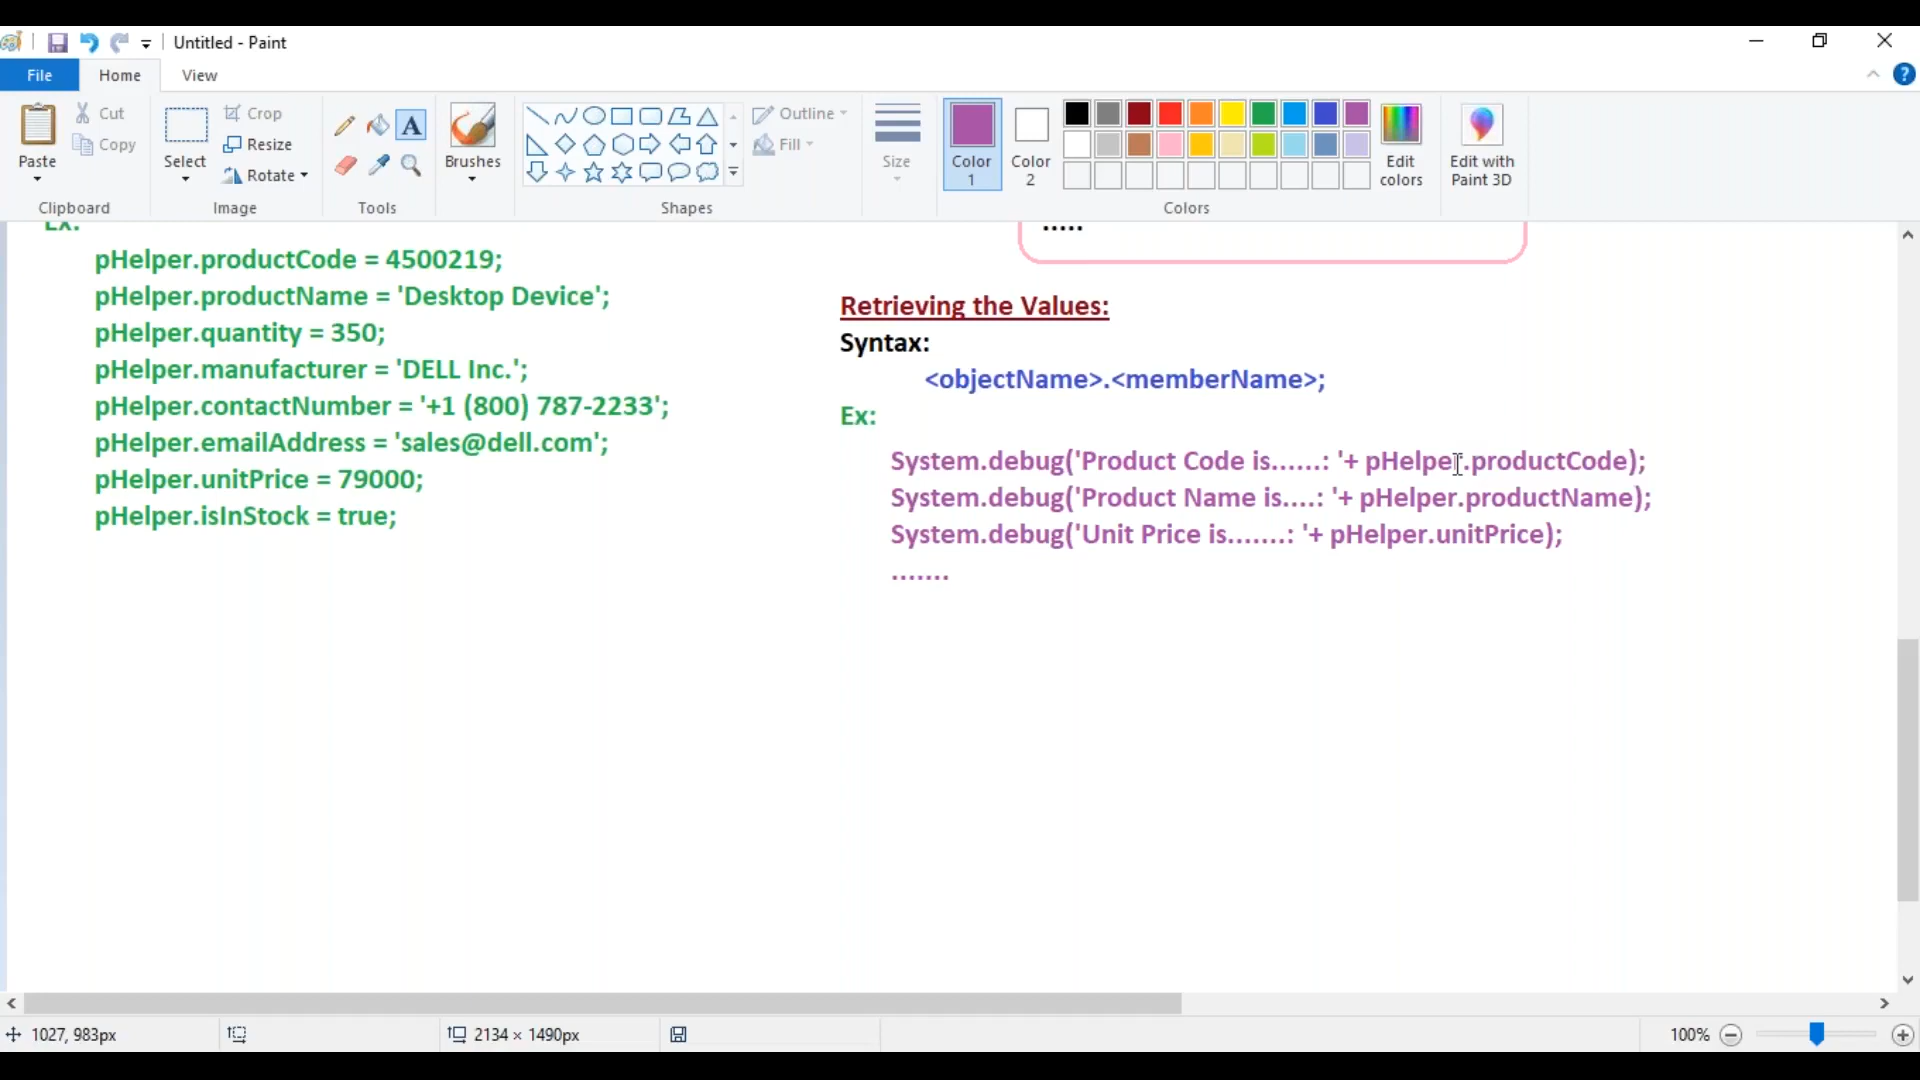 Untitled - Paint
File
Home
View
Paste
Cut
Copy
Clipboard
Select
Crop
Resize
Rotate
Image
A
Tools
Brushes
Shapes
Outline
Fill
Size
Color 1
Color 2
Colors
Edit colors
Edit with Paint 3D
?
Ex:
pHelper.productCode = 4500219;
pHelper.productName = 'Desktop Device';
pHelper.quantity = 350;
pHelper.manufacturer = 'DELL Inc.';
pHelper.contactNumber = '+1 (800) 787-2233';
pHelper.emailAddress = 'sales@dell.com';
pHelper.unitPrice = 79000;
pHelper.isInStock = true;
.....
Retrieving the Values:
Syntax:
<objectName>.<memberName>;
Ex:
System.debug('Product Code is......: '+ pHelper.productCode);
System.debug('Product Name is....: '+ pHelper.productName);
System.debug('Unit Price is.......: '+ pHelper.unitPrice);
.......
1027, 983px
2134 × 1490px
100%